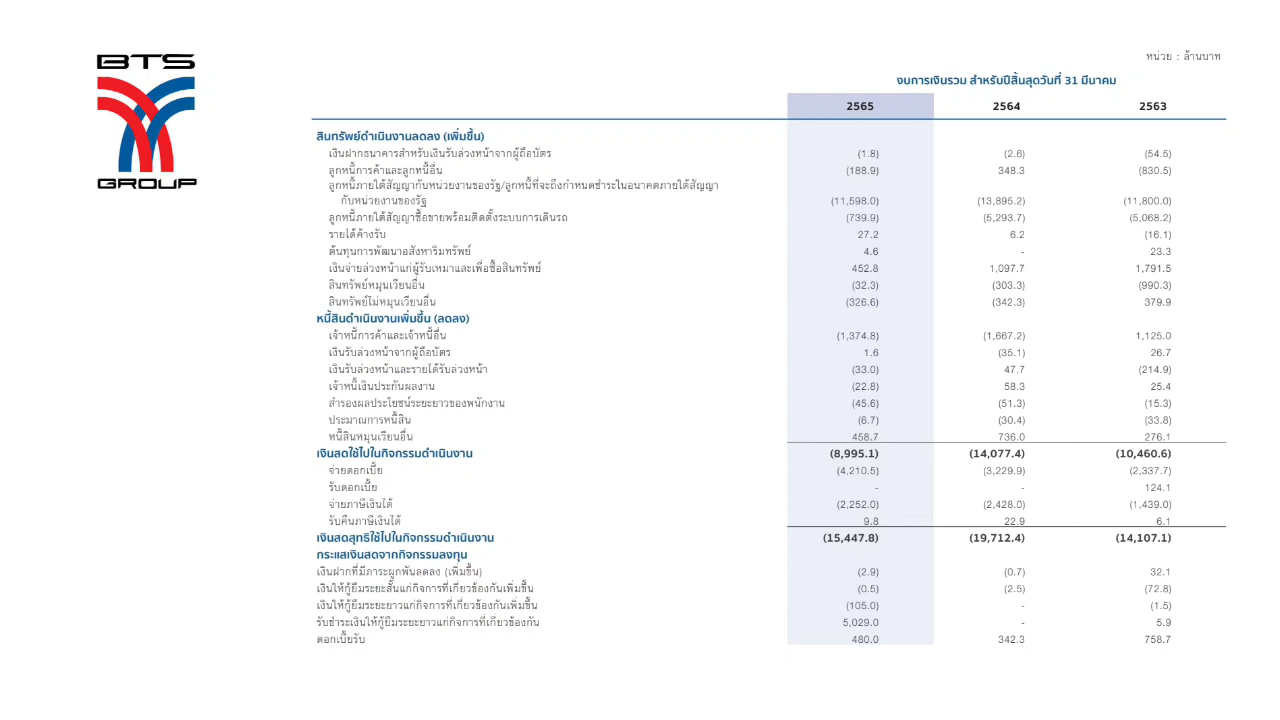 BTS
GROUP
หน่วย : ล้านบาท
งบการเงินรวม สำหรับปีสิ้นสุดวันที่ 31 มีนาคม
2565 2564 2563
สินทรัพย์ดำเนินงานลดลง (เพิ่มขึ้น)
เงินฝากธนาคารสำหรับเงินรับล่วงหน้าจากผู้ถือบัตร (1.8) (2.6) (54.5)
ลูกหนี้การค้าและลูกหนี้อื่น (188.9) 348.3 (830.5)
ลูกหนี้ภายใต้สัญญากับหน่วยงานของรัฐ/ลูกหนี้ที่จะถึงกำหนดชำระในอนาคตภายใต้สัญญา
กับหน่วยงานของรัฐ (11,598.0) (13,895.2) (11,800.0)
ลูกหนี้ภายใต้สัญญาซื้อขายพร้อมติดตั้งระบบการเดินรถ (739.9) (5,293.7) (5,068.2)
รายได้ค้างรับ 27.2 6.2 (16.1)
ต้นทุนการพัฒนาอสังหาริมทรัพย์ 4.6 - 23.3
เงินจ่ายล่วงหน้าแก่ผู้รับเหมาและเพื่อซื้อสินทรัพย์ 452.8 1,097.7 1,791.5
สินทรัพย์หมุนเวียนอื่น (32.3) (303.3) (990.3)
สินทรัพย์ไม่หมุนเวียนอื่น (326.6) (342.3) 379.9
หนี้สินดำเนินงานเพิ่มขึ้น (ลดลง)
เจ้าหนี้การค้าและเจ้าหนี้อื่น (1,374.8) (1,667.2) 1,125.0
เงินรับล่วงหน้าจากผู้ถือบัตร 1.6 (35.1) 26.7
เงินรับล่วงหน้าและรายได้รับล่วงหน้า (33.0) 47.7 (214.9)
เจ้าหนี้เงินประกันผลงาน (22.8) 58.3 25.4
สำรองผลประโยชน์ระยะยาวของพนักงาน (45.6) (51.3) (15.3)
ประมาณการหนี้สิน (6.7) (30.4) (33.8)
หนี้สินหมุนเวียนอื่น 458.7 736.0 276.1
เงินสดใช้ไปในกิจกรรมดำเนินงาน (8,995.1) (14,077.4) (10,460.6)
จ่ายดอกเบี้ย (4,210.5) (3,229.9) (2,337.7)
รับดอกเบี้ย - - 124.1
จ่ายภาษีเงินได้ (2,252.0) (2,428.0) (1,439.0)
รับคืนภาษีเงินได้ 9.8 22.9 6.1
เงินสดสุทธิใช้ไปในกิจกรรมดำเนินงาน (15,447.8) (19,712.4) (14,107.1)
กระแสเงินสดจากกิจกรรมลงทุน
เงินฝากที่มีภาระผูกพันลดลง (เพิ่มขึ้น) (2.9) (0.7) 32.1
เงินให้กู้ยืมระยะสั้นแก่กิจการที่เกี่ยวข้องกันเพิ่มขึ้น (0.5) (2.5) (72.8)
เงินให้กู้ยืมระยะยาวแก่กิจการที่เกี่ยวข้องกันเพิ่มขึ้น (105.0) - (1.5)
รับชำระเงินให้กู้ยืมระยะยาวแก่กิจการที่เกี่ยวข้องกัน 5,029.0 - 5.9
ดอกเบี้ยรับ 480.0 342.3 758.7